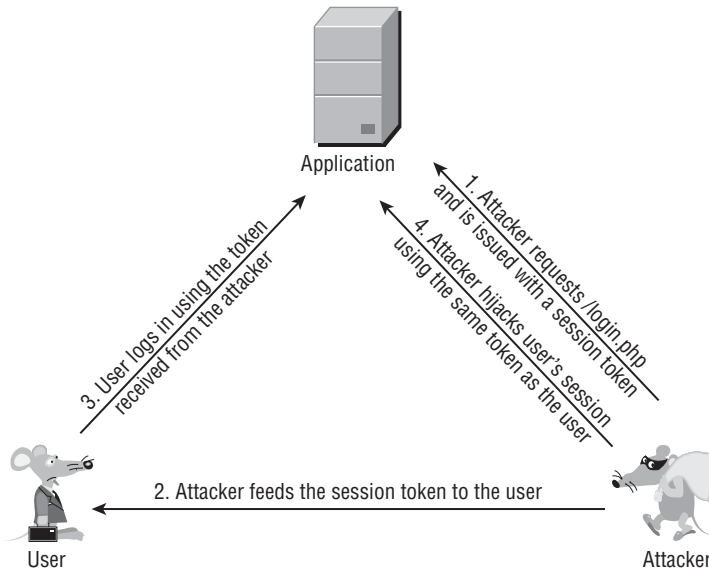 Application
1. Attacker requests /login.php
and is issued with a session token
4. Attacker hijacks user's session
using the same token as the user
3. User logs in using the token
received from the attacker
2. Attacker feeds the session token to the user
User
Attacker